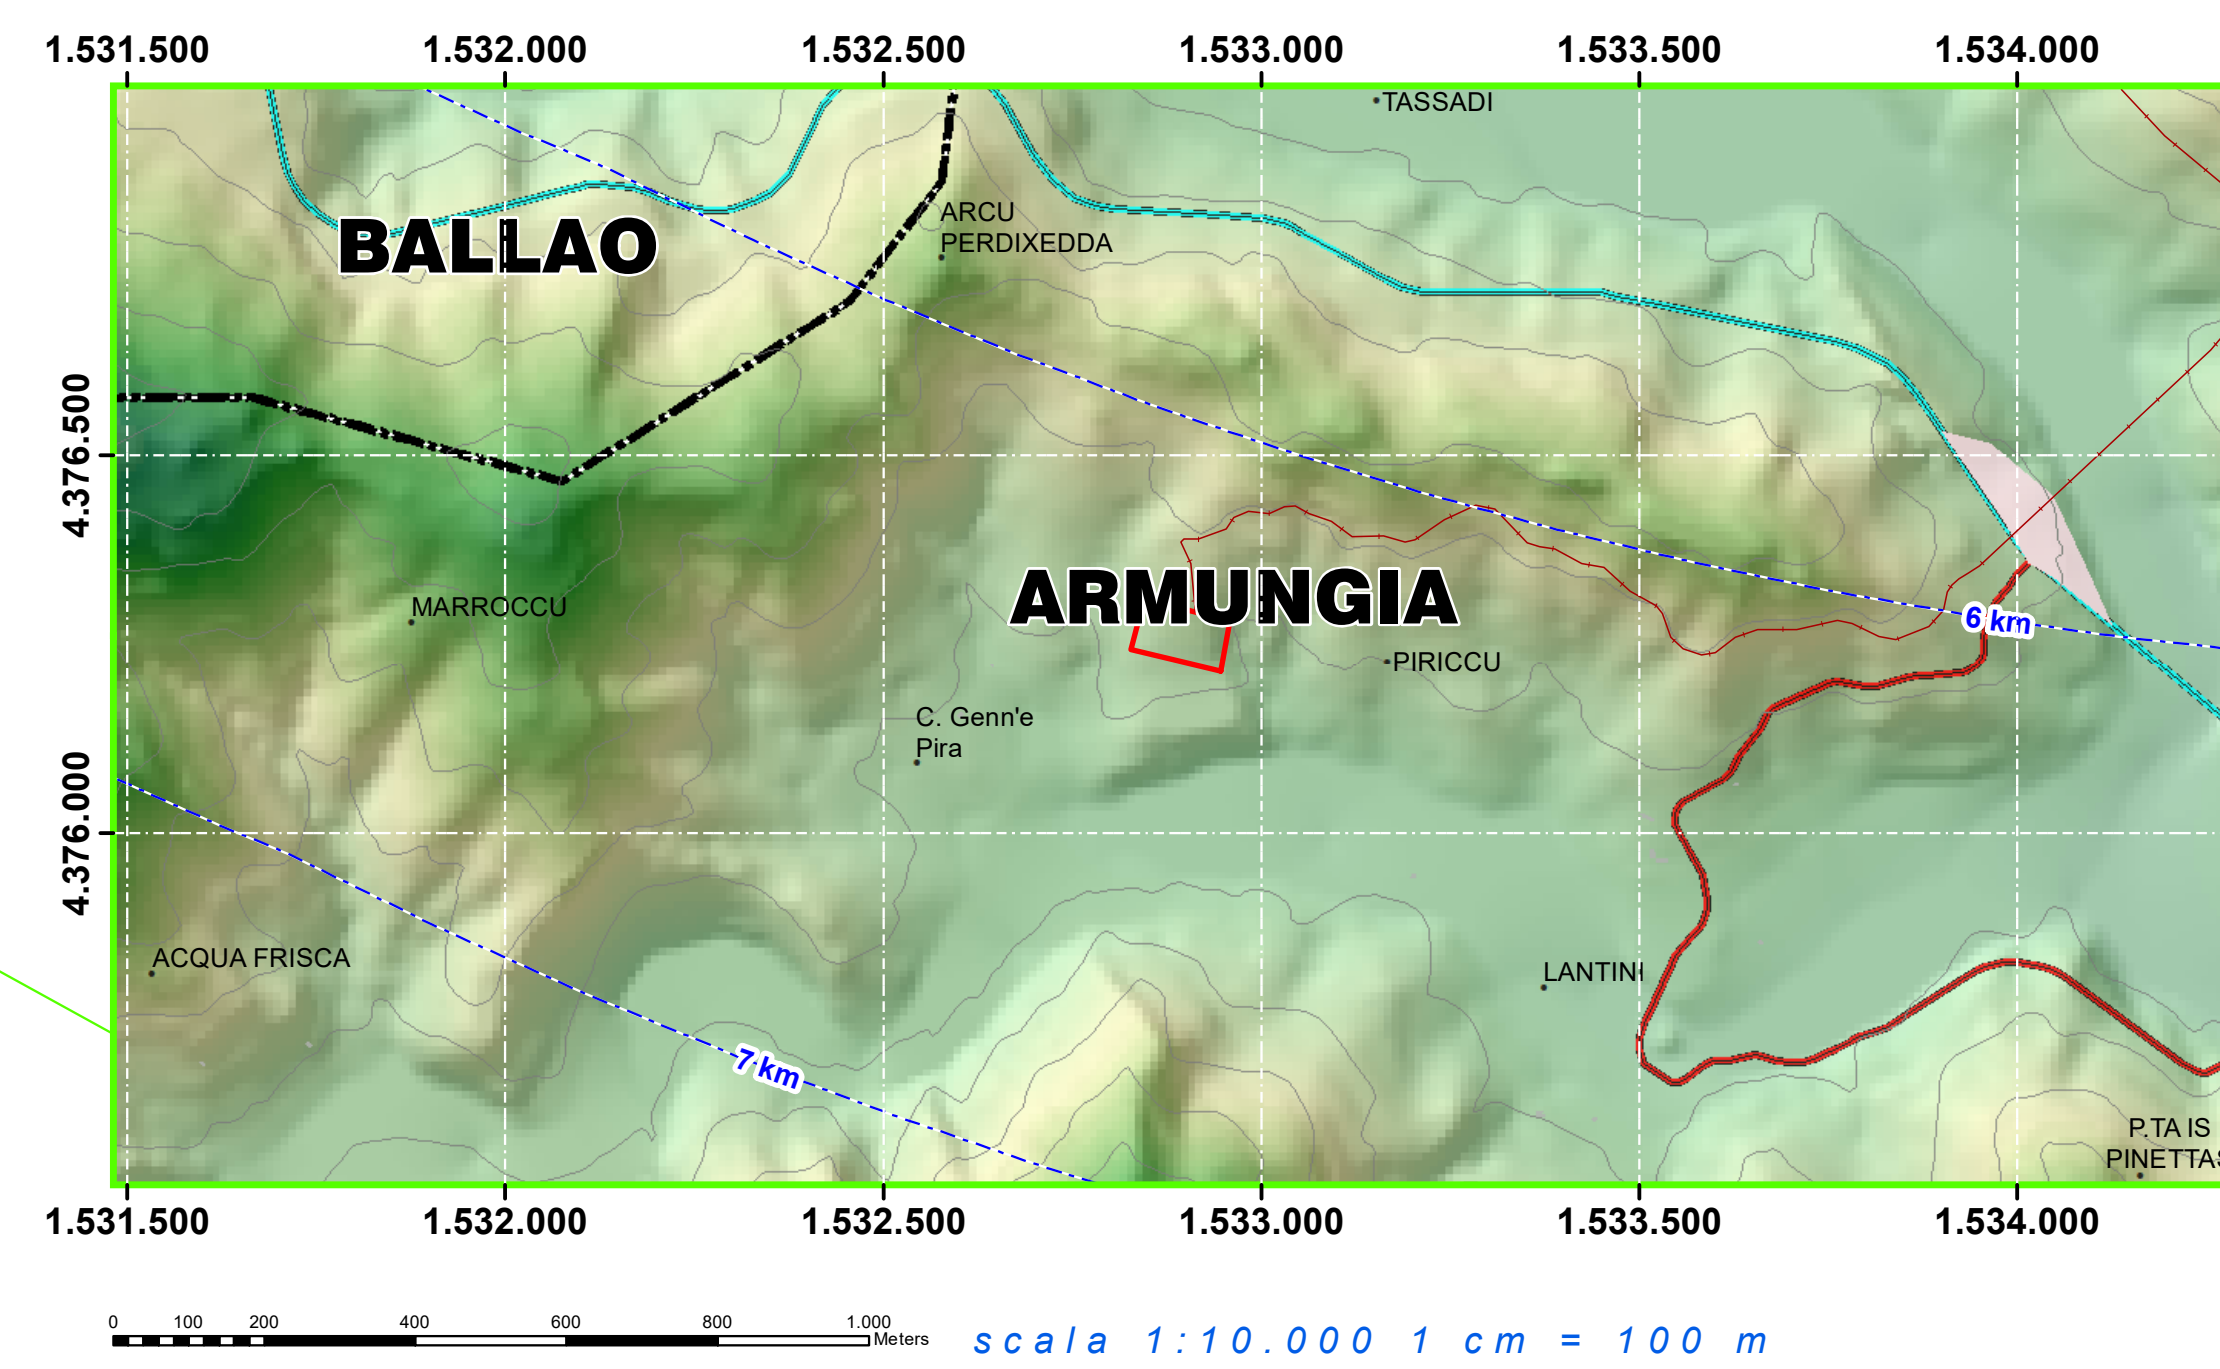 1.531.500 1.532.000 1.532.500 1.533.000 1.533.500 1.534.000
TASSADI
ARCU
PERDIXEDDA
BALLAO
4.376.500
MARROCCU
ARMUNGIA
6 km
PIRICCU
C. Genn'e
Pira
4.376.000
ACQUA FRISCA
LANTINI
7 km
P.TA IS
PINETTAS
1.531.500 1.532.000 1.532.500 1.533.000 1.533.500 1.534.000
0 100 200 400 600 800 1.000
Meters
scala 1:10.000 1 cm = 100 m